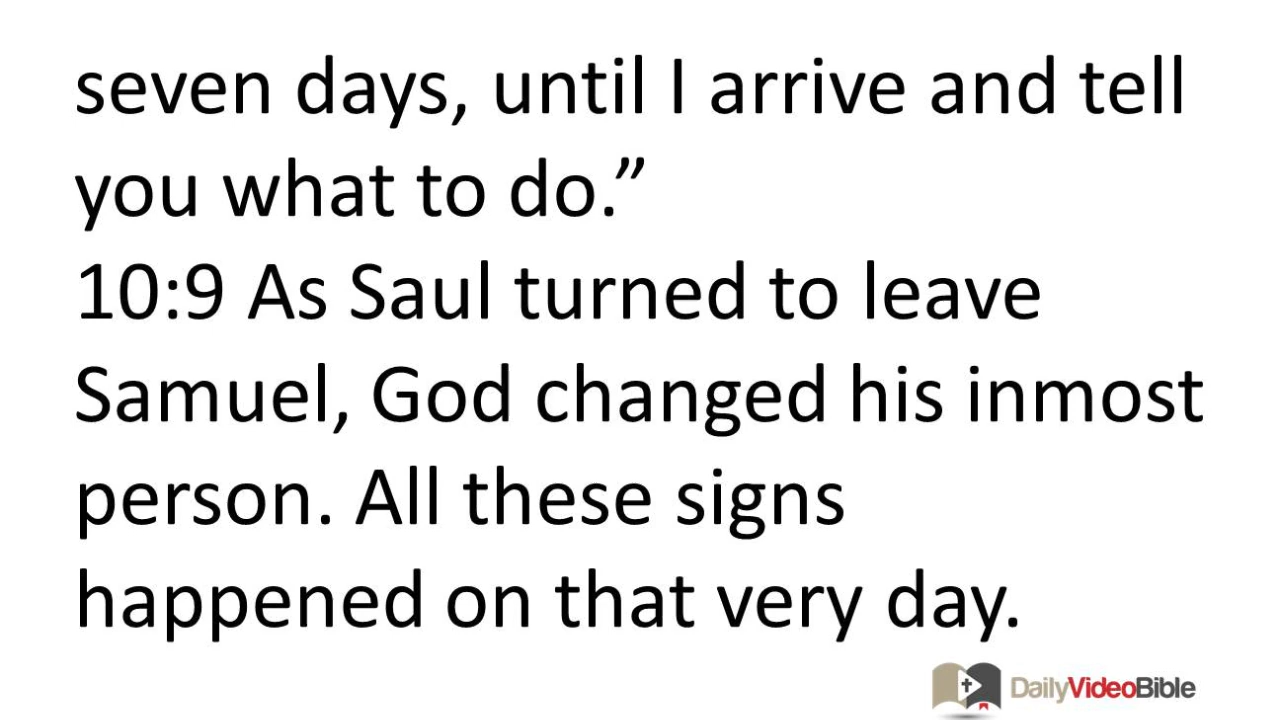 seven days, until I arrive and tell
you what to do.”
10:9 As Saul turned to leave
Samuel, God changed his inmost
person. All these signs
happened on that very day.
DailyVideoBible